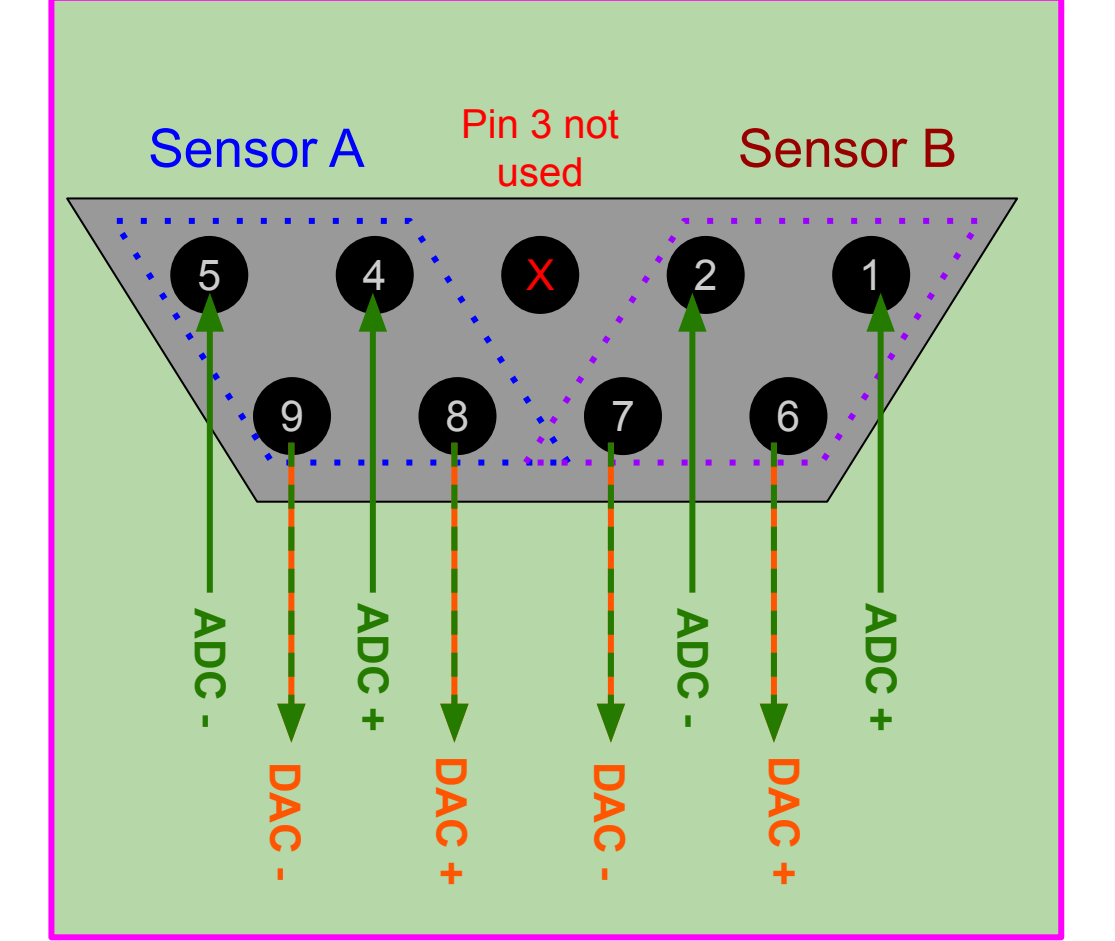 Sensor A
Pin 3 not
used
Sensor B
5
4
X
2
1
9
8
7
6
ADC -
ADC +
ADC -
ADC +
DAC -
DAC +
DAC -
DAC +